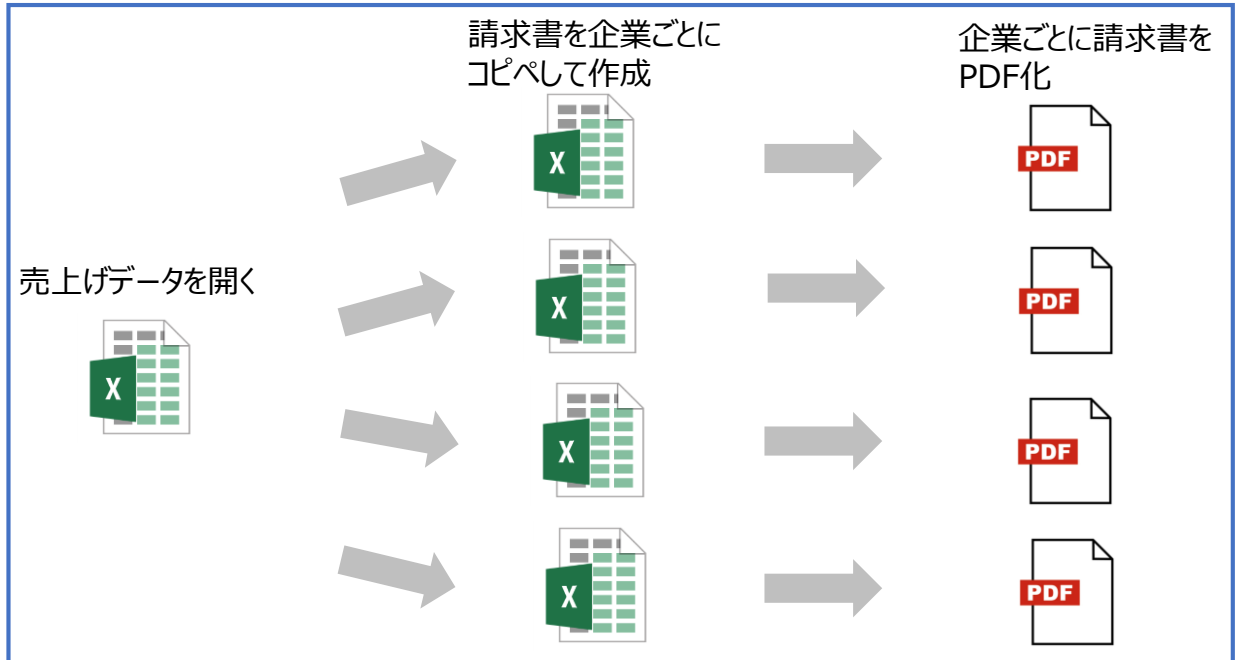 請求書を企業ごとに
コピペして作成
企業ごとに請求書を
PDF化
売上げデータを開く
X
X
X
X
X
PDF
PDF
PDF
PDF